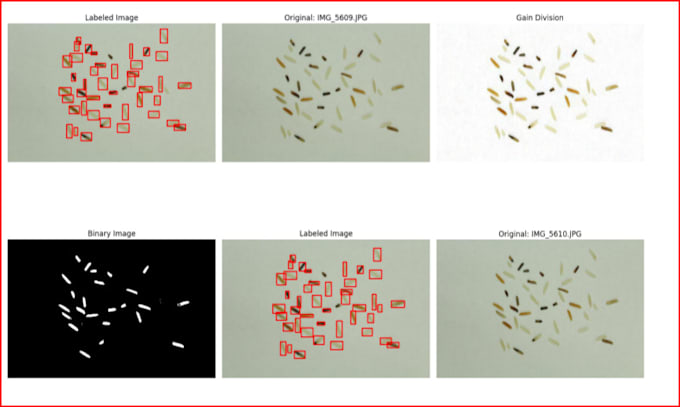 Labeled Image
Original: IMG_5609.JPG
Gain Division
Binary Image
Labeled Image
Original: IMG_5610.JPG